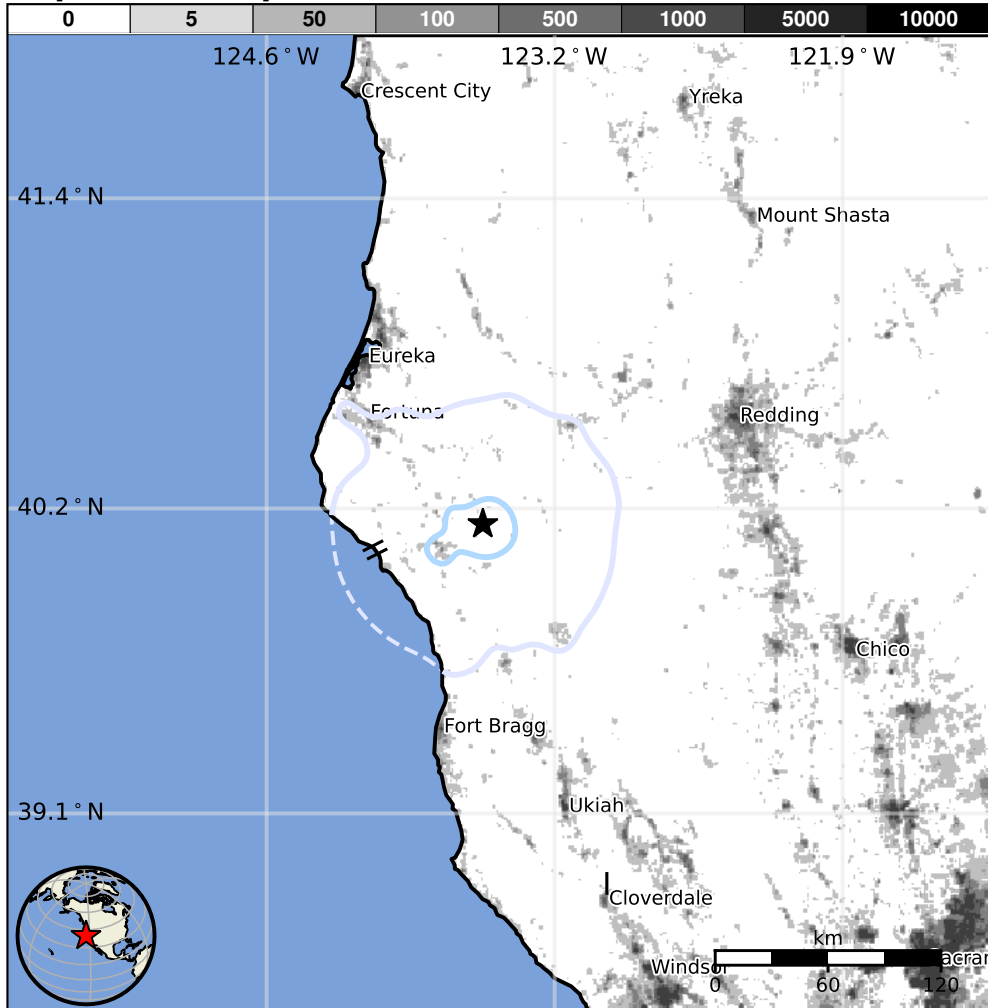 0 5 50 100 500 1000 5000 10000
124.6°W 123.2°W 121.9°W
Crescent City
Yreka
41.4°N
Mount Shasta
Eureka
Fortuna
Redding
40.2°N
Chico
Fort Bragg
Ukiah
39.1°N
Cloverdale
km
Windsor
acrar
0 60 120